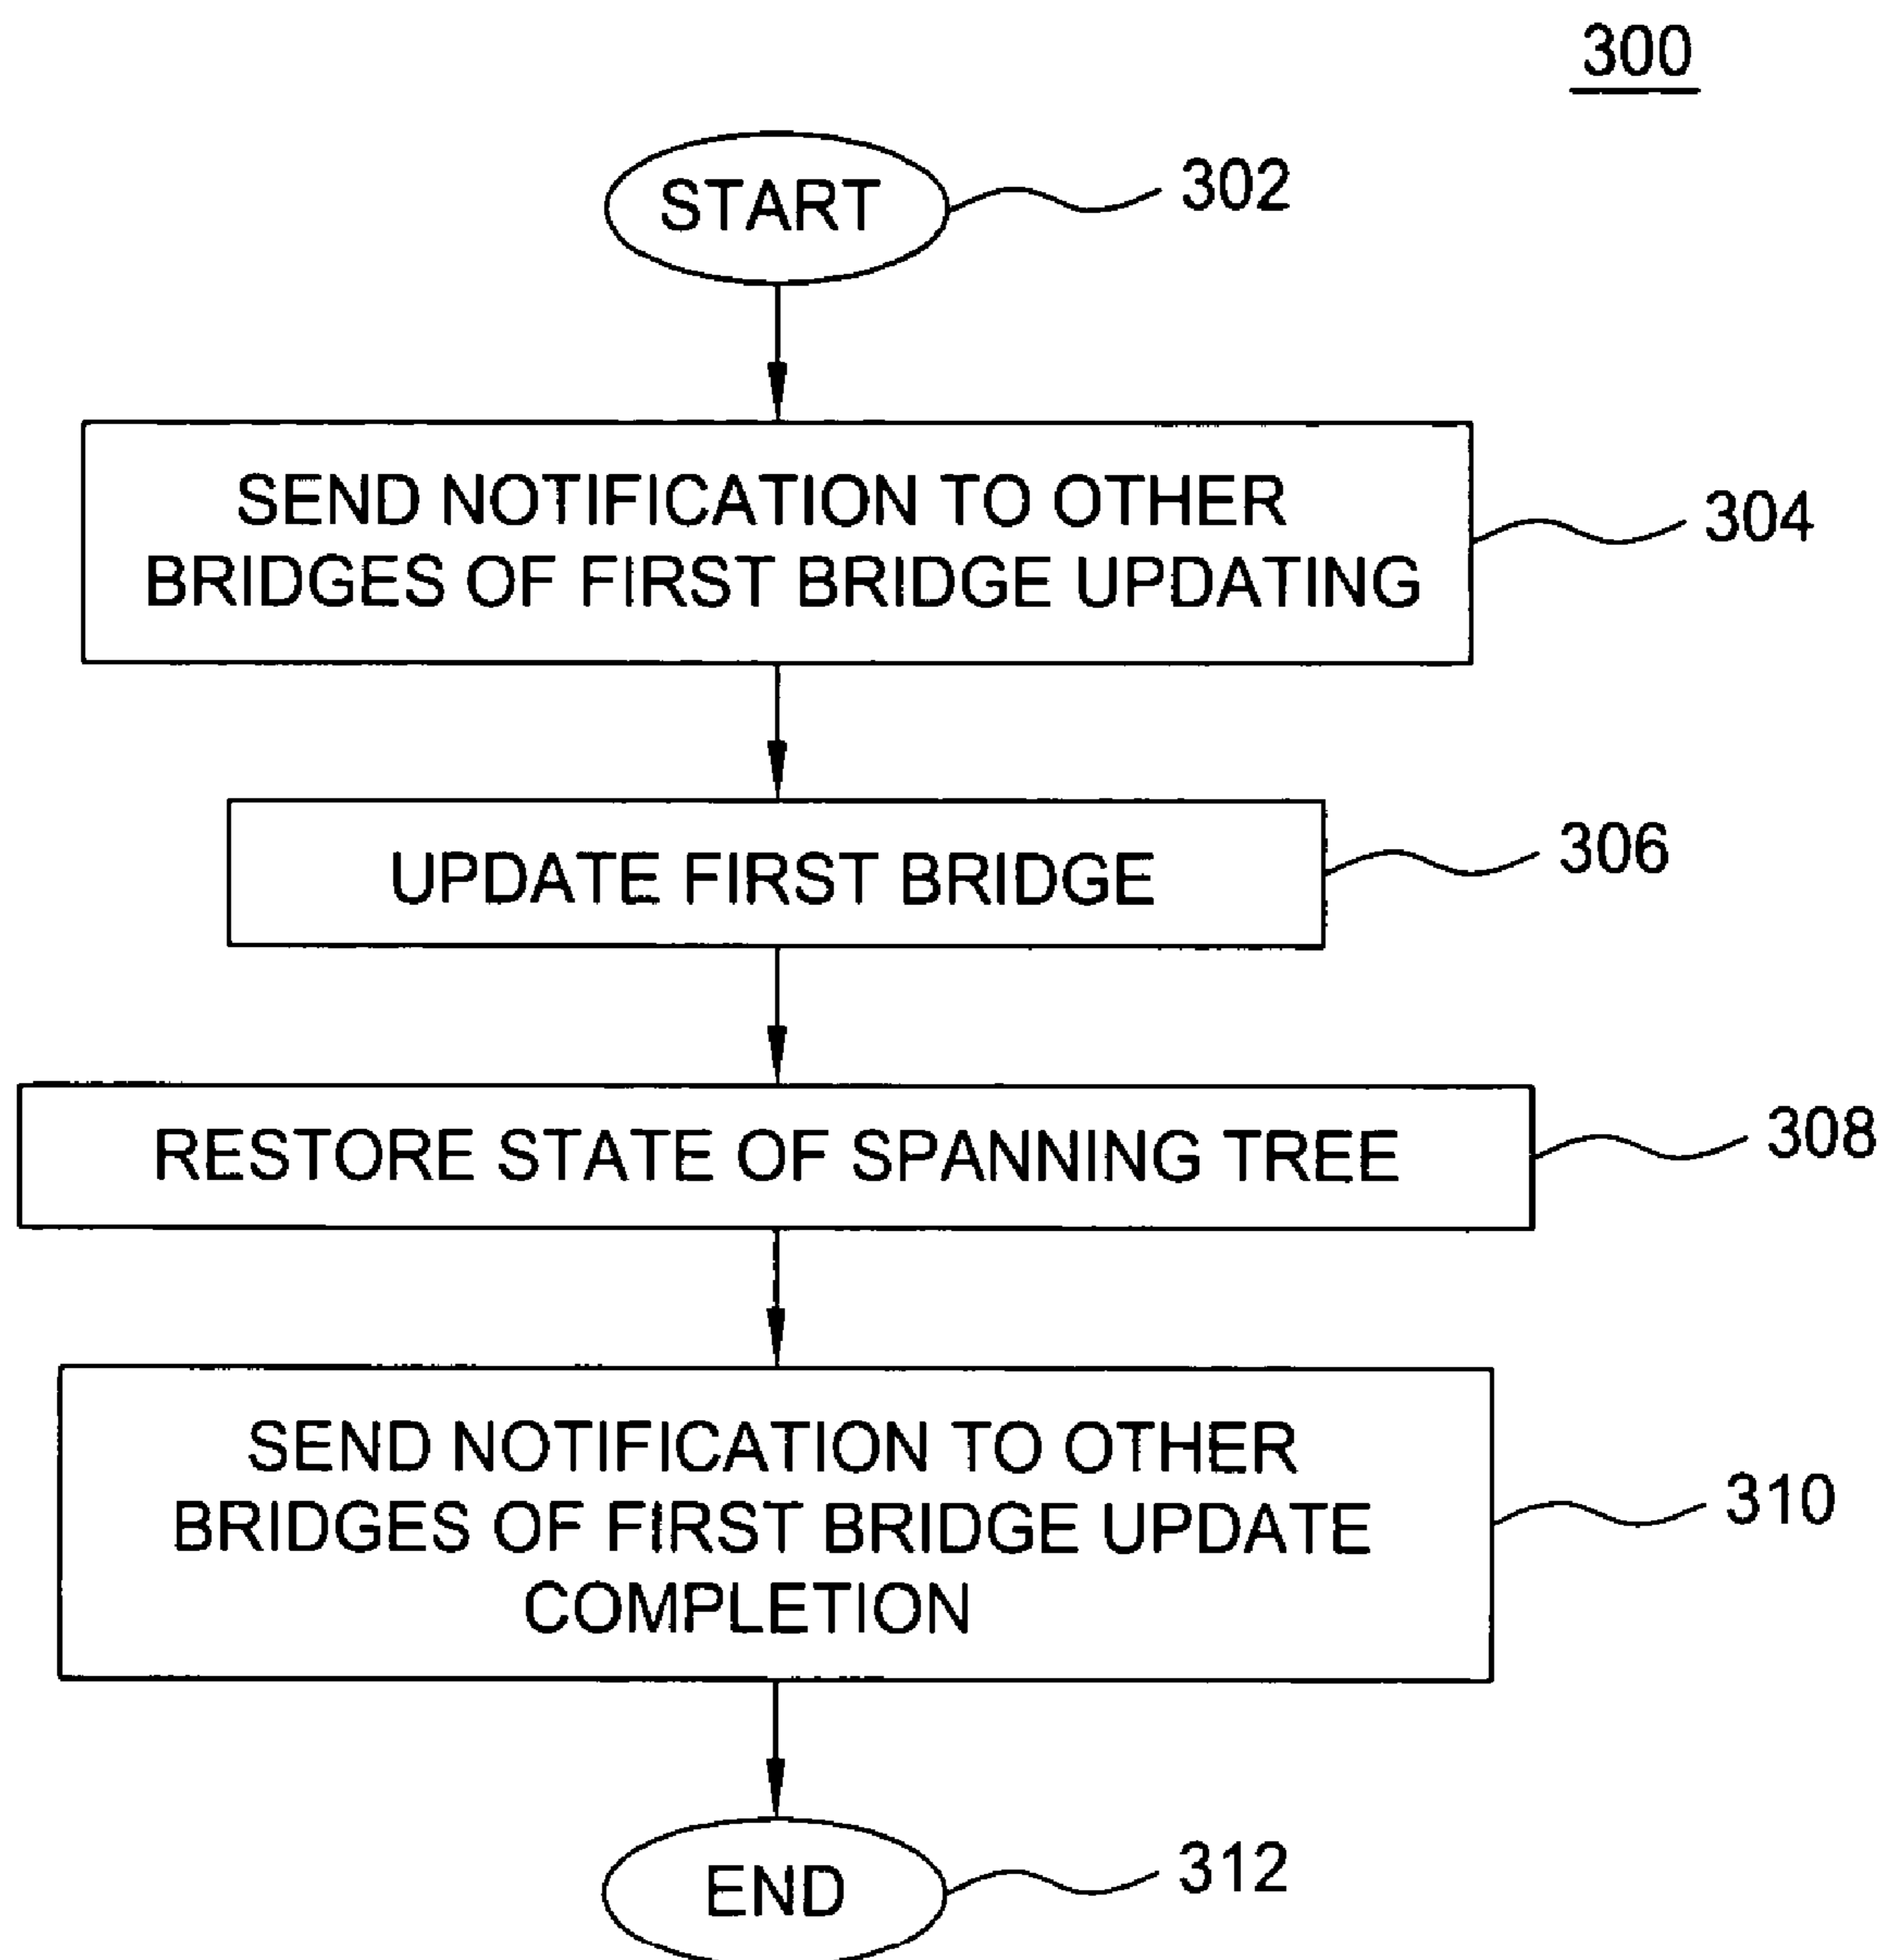 300
START
302
SEND NOTIFICATION TO OTHER
BRIDGES OF FIRST BRIDGE UPDATING
304
UPDATE FIRST BRIDGE
306
RESTORE STATE OF SPANNING TREE
308
SEND NOTIFICATION TO OTHER
BRIDGES OF FIRST BRIDGE UPDATE
COMPLETION
310
END
312